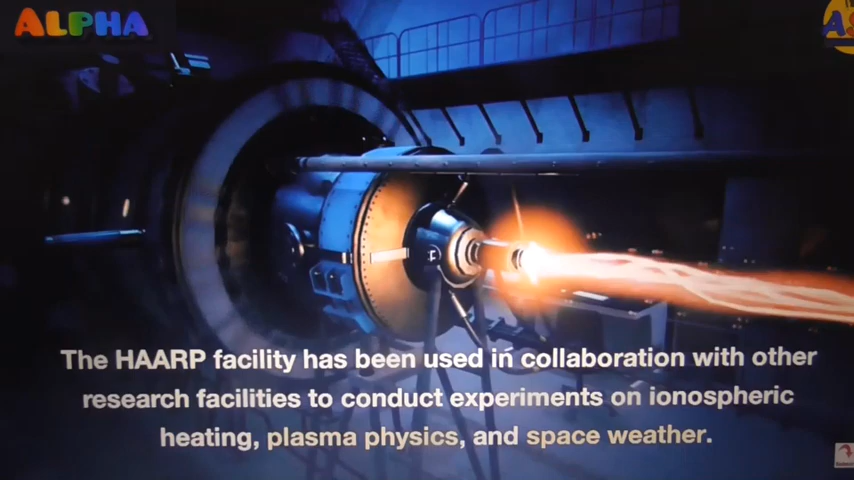 ALPHA
The HAARP facility has been used in collaboration with other
research facilities to conduct experiments on ionospheric
heating, plasma physics, and space weather.